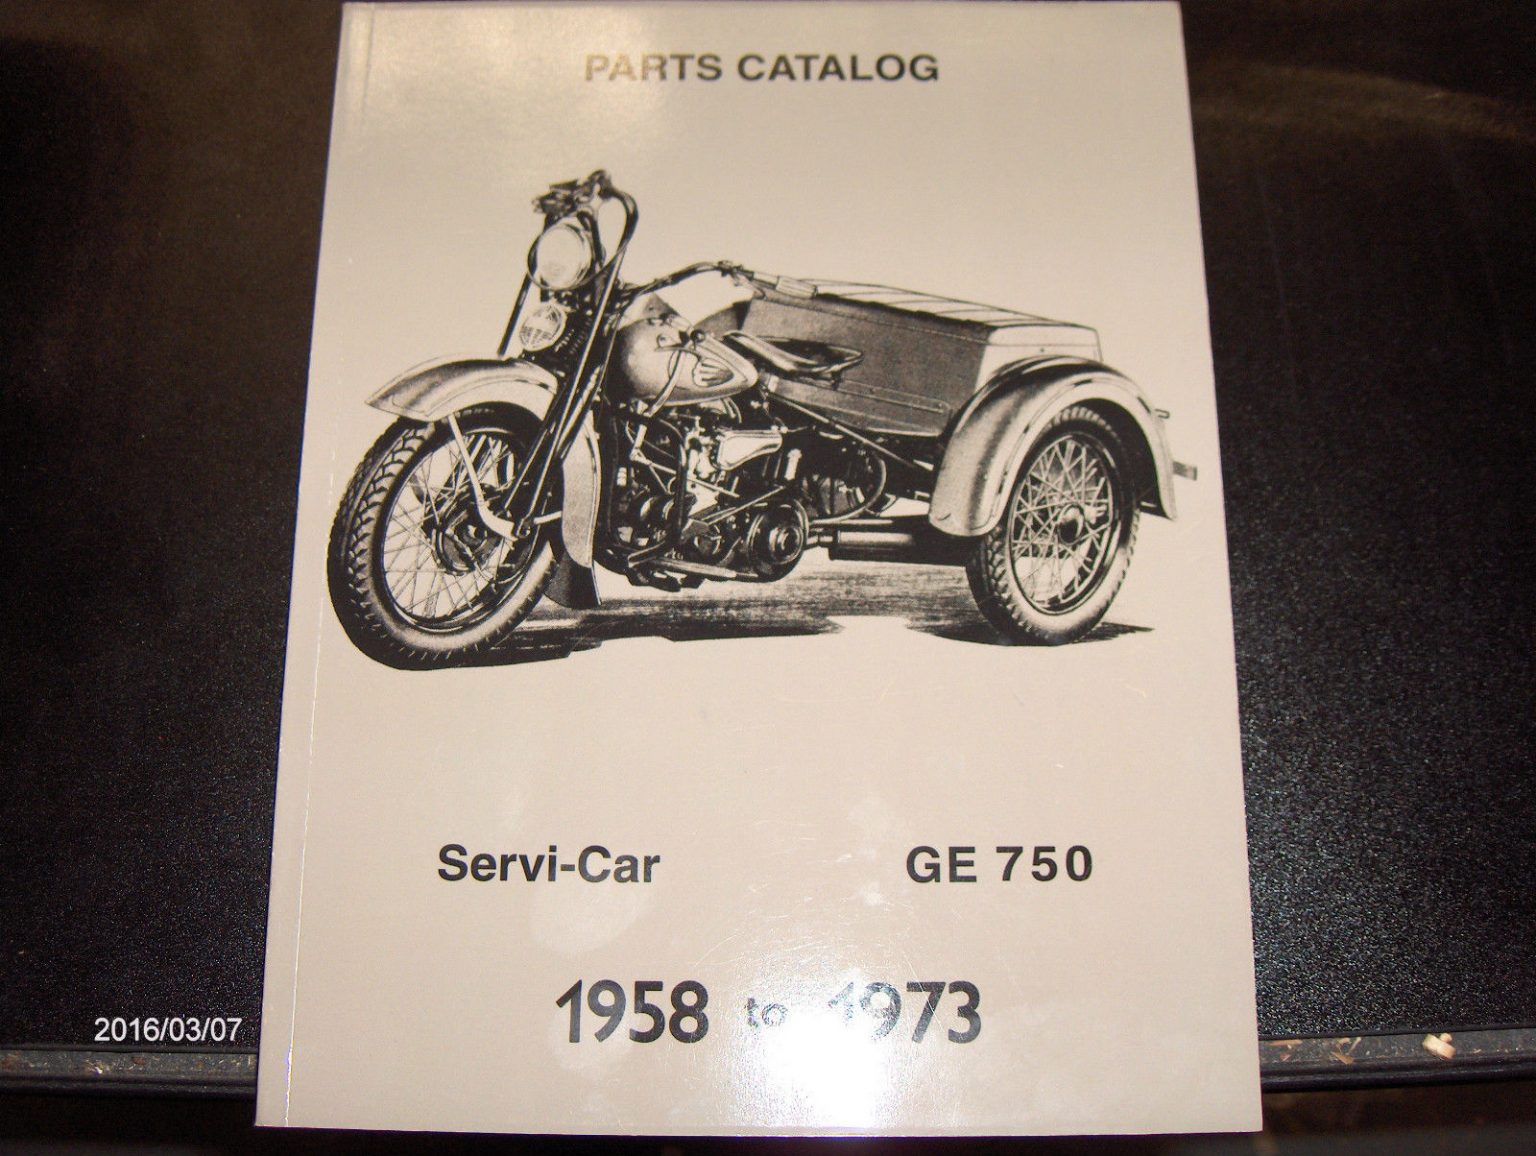 PARTS CATALOG
Servi-Car GE 750
1958 to 1973
2016/03/07